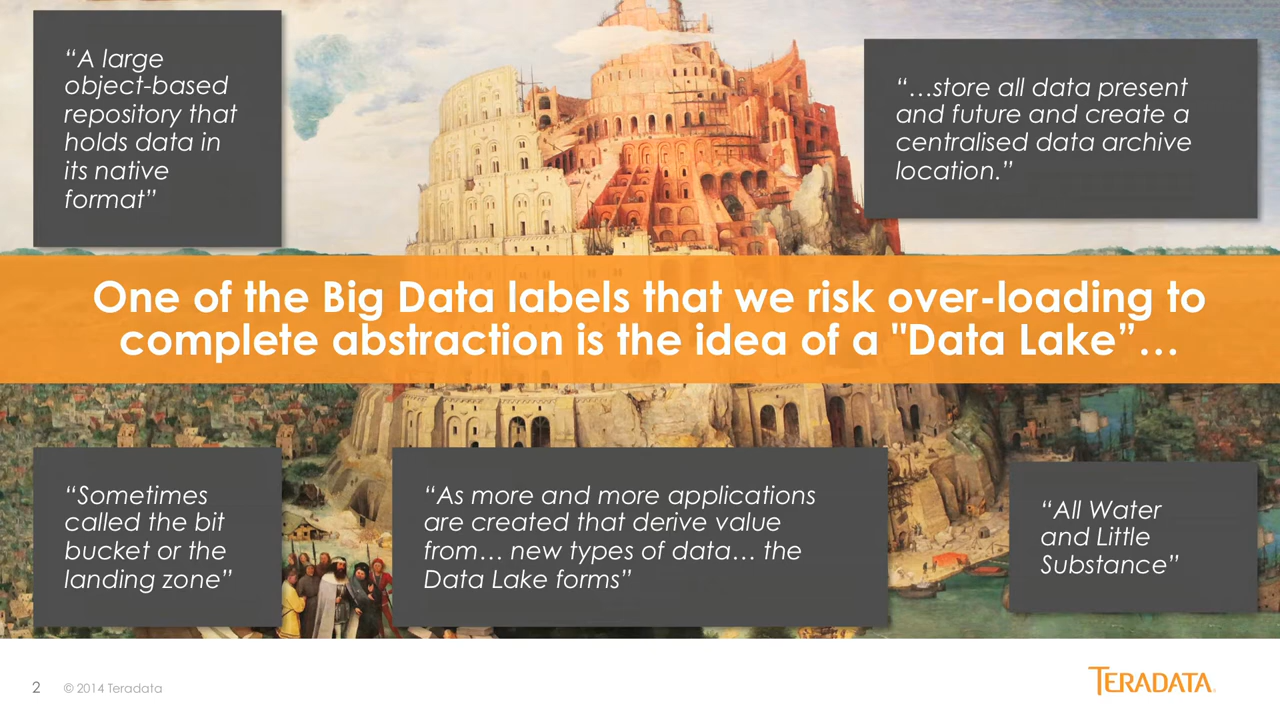 “A large
object-based
repository that
holds data in
its native
format”
“…store all data present
and future and create a
centralised data archive
location.”
One of the Big Data labels that we risk over-loading to
complete abstraction is the idea of a "Data Lake”…
“Sometimes
called the bit
bucket or the
landing zone”
“As more and more applications
are created that derive value
from… new types of data… the
Data Lake forms”
“All Water
and Little
Substance”
2 © 2014 Teradata
TERADATA